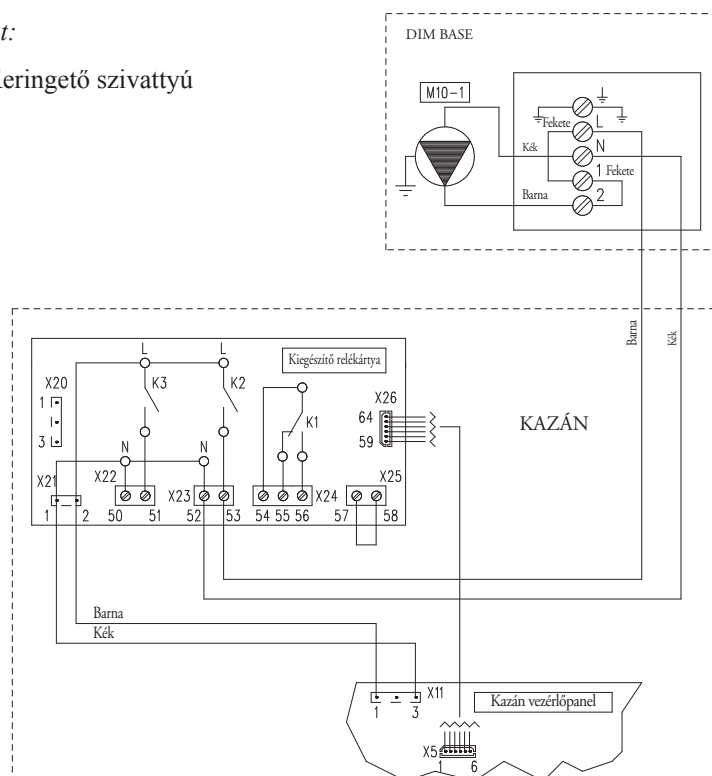 t:
eringető szivattyú
DIM BASE
M10-1
Fekete
L
Kék
N
1 Fekete
Barna
2
Barna
Kék
Kiegészítő relékártya
L
L
X20
K3
K2
X26
1
64
K1
KAZÁN
3
59
N
N
X21
X22
X23
X24
X25
1
2
50
51
52
53
54
55
56
57
58
Barna
Kék
X11
1
3
Kazán vezérlőpanel
X5
1
6